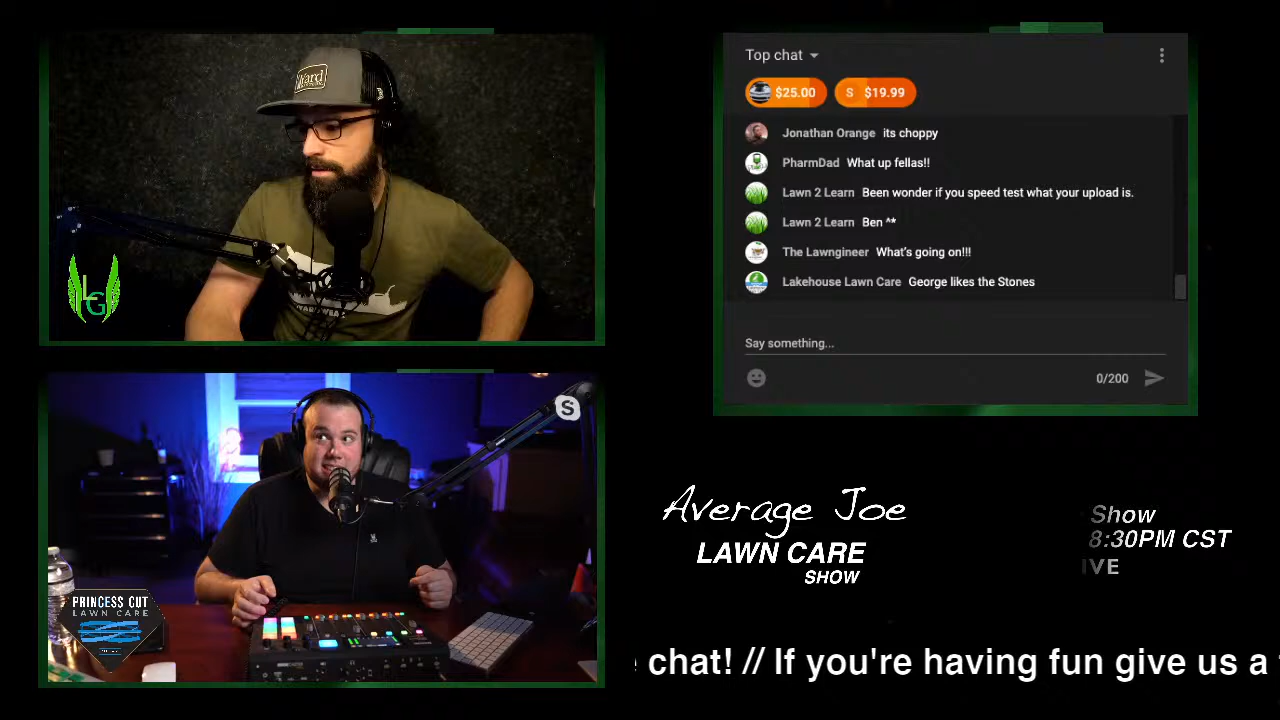 Yard
LG
S
PRINCESS CUT
LAWN CARE
Top chat
$25.00
S $19.99
Jonathan Orange its choppy
PharmDad What up fellas!!
Lawn 2 Learn Been wonder if you speed test what your upload is.
Lawn 2 Learn Ben ^^
The Lawngineer What's going on!!!
Lakehouse Lawn Care George likes the Stones
Say something...
0/200
Average Joe
LAWN CARE
SHOW
Show
8:30PM CST
IVE
chat! // If you're having fun give us a